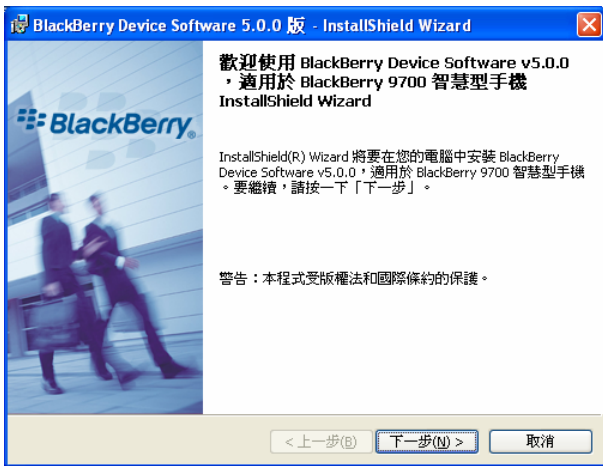 BlackBerry Device Software 5.0.0 版 - InstallShield Wizard
歡迎使用 BlackBerry Device Software v5.0.0
，適用於 BlackBerry 9700 智慧型手機
InstallShield Wizard
BlackBerry
InstallShield(R) Wizard 將要在您的電腦中安裝 BlackBerry
Device Software v5.0.0，適用於 BlackBerry 9700 智慧型手機
。要繼續，請按一下「下一步」。
警告：本程式受版權法和國際條約的保護。
< 上一步(B)
下一步(N) >
取消